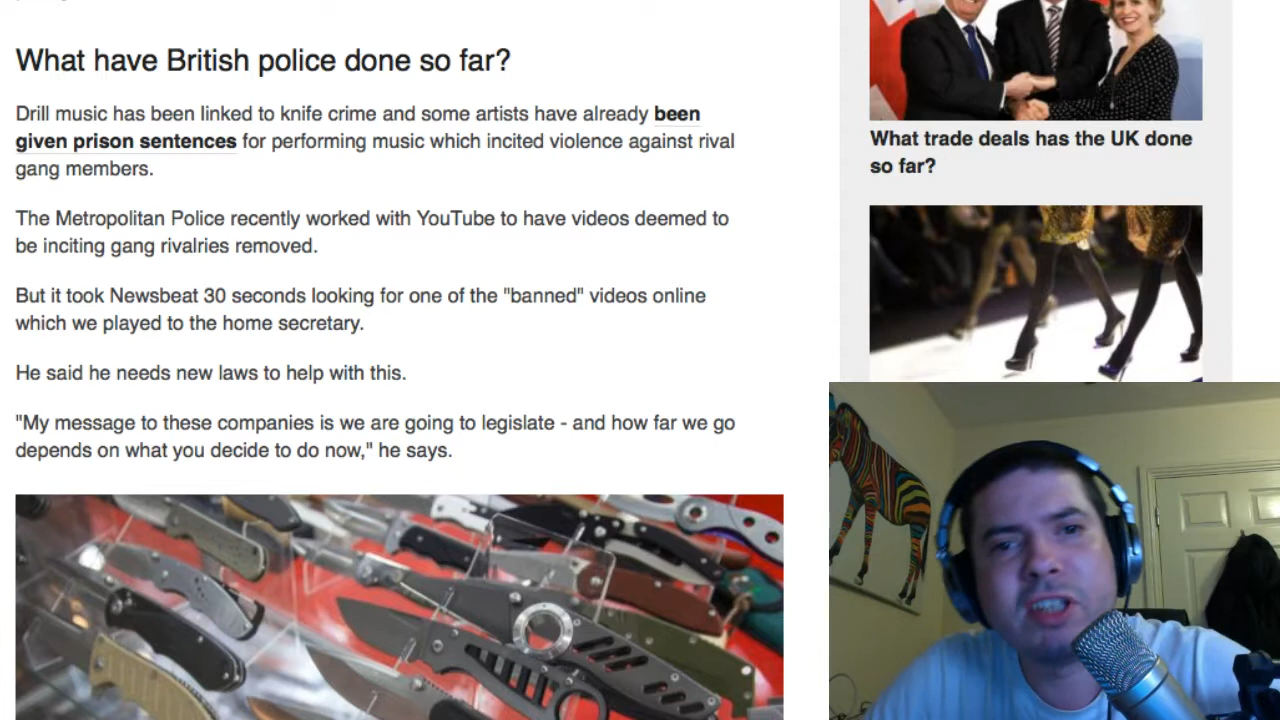 What have British police done so far?
Drill music has been linked to knife crime and some artists have already been
given prison sentences for performing music which incited violence against rival
gang members.
The Metropolitan Police recently worked with YouTube to have videos deemed to
be inciting gang rivalries removed.
But it took Newsbeat 30 seconds looking for one of the "banned" videos online
which we played to the home secretary.
He said he needs new laws to help with this.
"My message to these companies is we are going to legislate - and how far we go
depends on what you decide to do now," he says.
What trade deals has the UK done
so far?